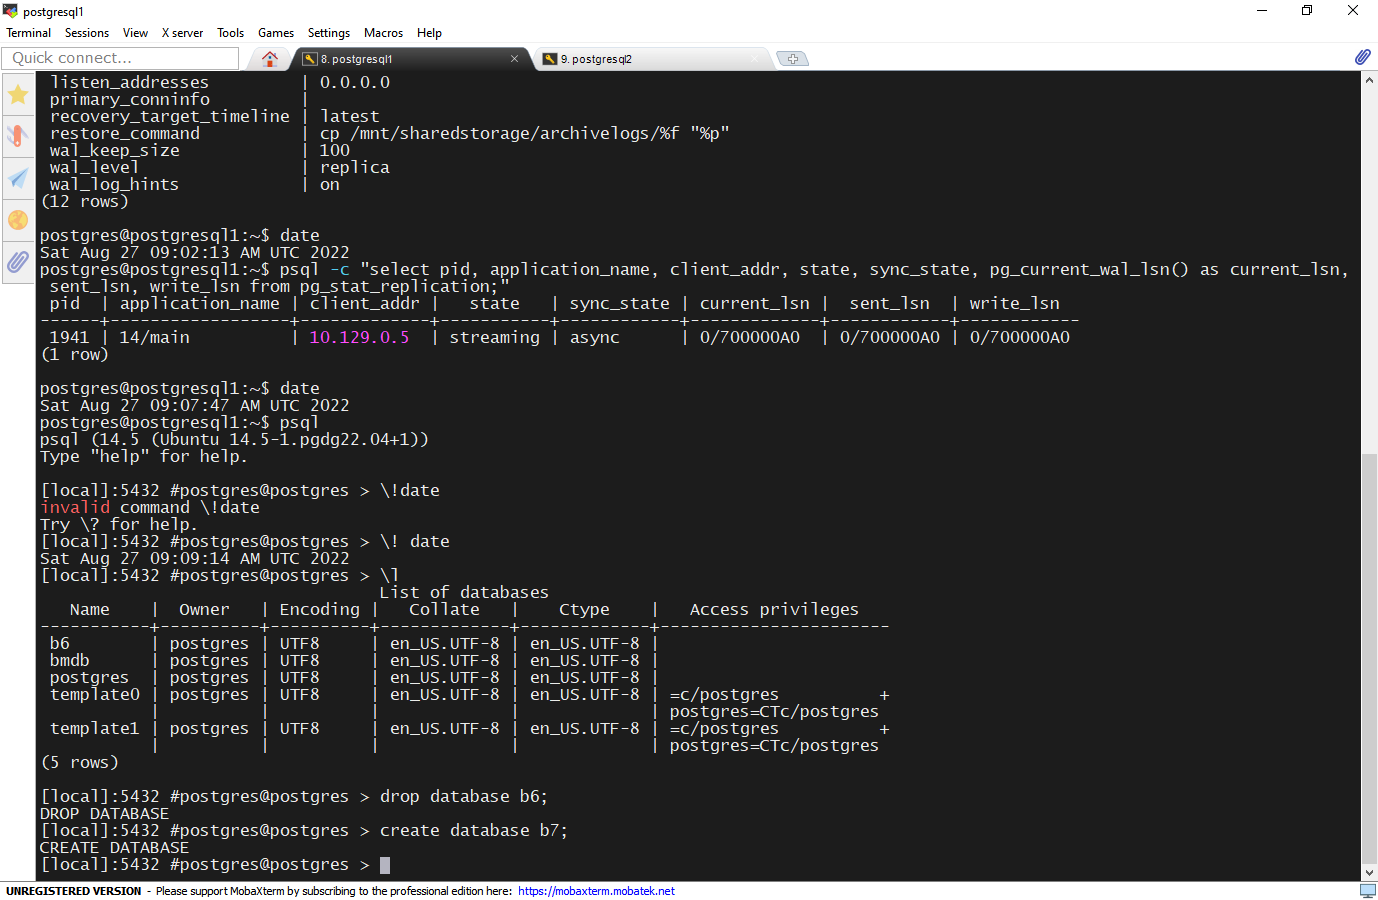 postgresql1
Terminal Sessions View X server Tools Games Settings Macros Help
Quick connect...
8. postgresql1
9. postgresql2
listen_addresses | 0.0.0.0
primary_conninfo |
recovery_target_timeline | latest
restore_command | cp /mnt/sharedstorage/archivelogs/%f "%p"
wal_keep_size | 100
wal_level | replica
wal_log_hints | on
(12 rows)
postgres@postgresql1:~$ date
Sat Aug 27 09:02:13 AM UTC 2022
postgres@postgresql1:~$ psql -c "select pid, application_name, client_addr, state, sync_state, pg_current_wal_lsn() as current_lsn,
sent_lsn, write_lsn from pg_stat_replication;"
pid | application_name | client_addr | state | sync_state | current_lsn | sent_lsn | write_lsn
------+------------------+-------------+-----------+------------+-------------+------------+------------
1941 | 14/main | 10.129.0.5 | streaming | async | 0/700000A0 | 0/700000A0 | 0/700000A0
(1 row)
postgres@postgresql1:~$ date
Sat Aug 27 09:07:47 AM UTC 2022
postgres@postgresql1:~$ psql
psql (14.5 (Ubuntu 14.5-1.pgdg22.04+1))
Type "help" for help.
[local]:5432 #postgres@postgres > \!date
invalid command \!date
Try \? for help.
[local]:5432 #postgres@postgres > \! date
Sat Aug 27 09:09:14 AM UTC 2022
[local]:5432 #postgres@postgres > \l
List of databases
Name | Owner | Encoding | Collate | Ctype | Access privileges
-----------+----------+----------+-------------+-------------+-----------------------
b6 | postgres | UTF8 | en_US.UTF-8 | en_US.UTF-8 |
bmdb | postgres | UTF8 | en_US.UTF-8 | en_US.UTF-8 |
postgres | postgres | UTF8 | en_US.UTF-8 | en_US.UTF-8 |
template0 | postgres | UTF8 | en_US.UTF-8 | en_US.UTF-8 | =c/postgres +
| | | | | postgres=CTc/postgres
template1 | postgres | UTF8 | en_US.UTF-8 | en_US.UTF-8 | =c/postgres +
| | | | | postgres=CTc/postgres
(5 rows)
[local]:5432 #postgres@postgres > drop database b6;
DROP DATABASE
[local]:5432 #postgres@postgres > create database b7;
CREATE DATABASE
[local]:5432 #postgres@postgres >
UNREGISTERED VERSION - Please support MobaXterm by subscribing to the professional edition here: https://mobaxterm.mobatek.net